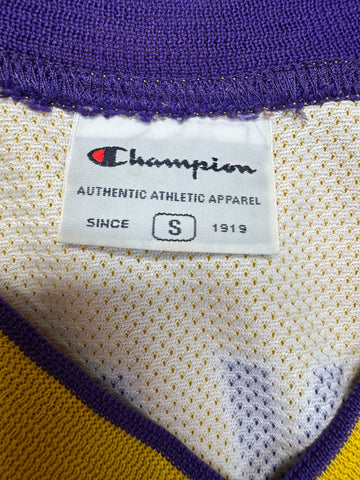 Champion
AUTHENTIC ATHLETIC APPAREL
SINCE S 1919